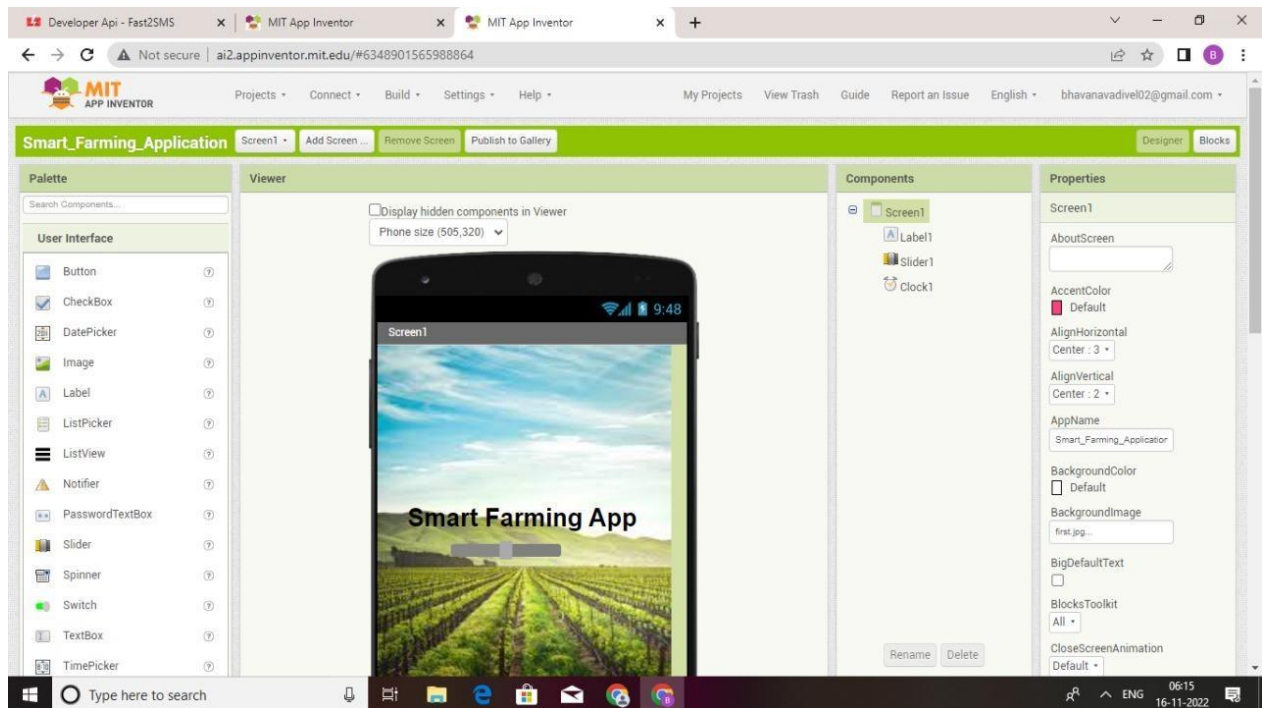 Developer Api - Fast2SMS
MIT App Inventor
MIT App Inventor
Not secure | ai2.appinventor.mit.edu/#6348901565988864
B
MIT
APP INVENTOR
Projects
Connect
Build
Settings
Help
My Projects
View Trash
Guide
Report an Issue
English
bhavanavadivel02@gmail.com
Smart_Farming_Application
Screen1
Add Screen ...
Remove Screen
Publish to Gallery
Designer
Blocks
Palette
Search Components...
User Interface
Button
CheckBox
DatePicker
Image
Label
ListPicker
ListView
Notifier
PasswordTextBox
Slider
Spinner
Switch
TextBox
TimePicker
Viewer
Display hidden components in Viewer
Phone size (505,320)
9:48
Screen1
Smart Farming App
Components
Screen1
Label1
Slider1
Clock1
Rename
Delete
Properties
Screen1
AboutScreen
AccentColor
Default
AlignHorizontal
Center : 3
AlignVertical
Center : 2
AppName
Smart_Farming_Application
BackgroundColor
Default
BackgroundImage
first.jpg...
BigDefaultText
BlocksToolkit
All
CloseScreenAnimation
Default
Type here to search
ENG
06:15
16-11-2022